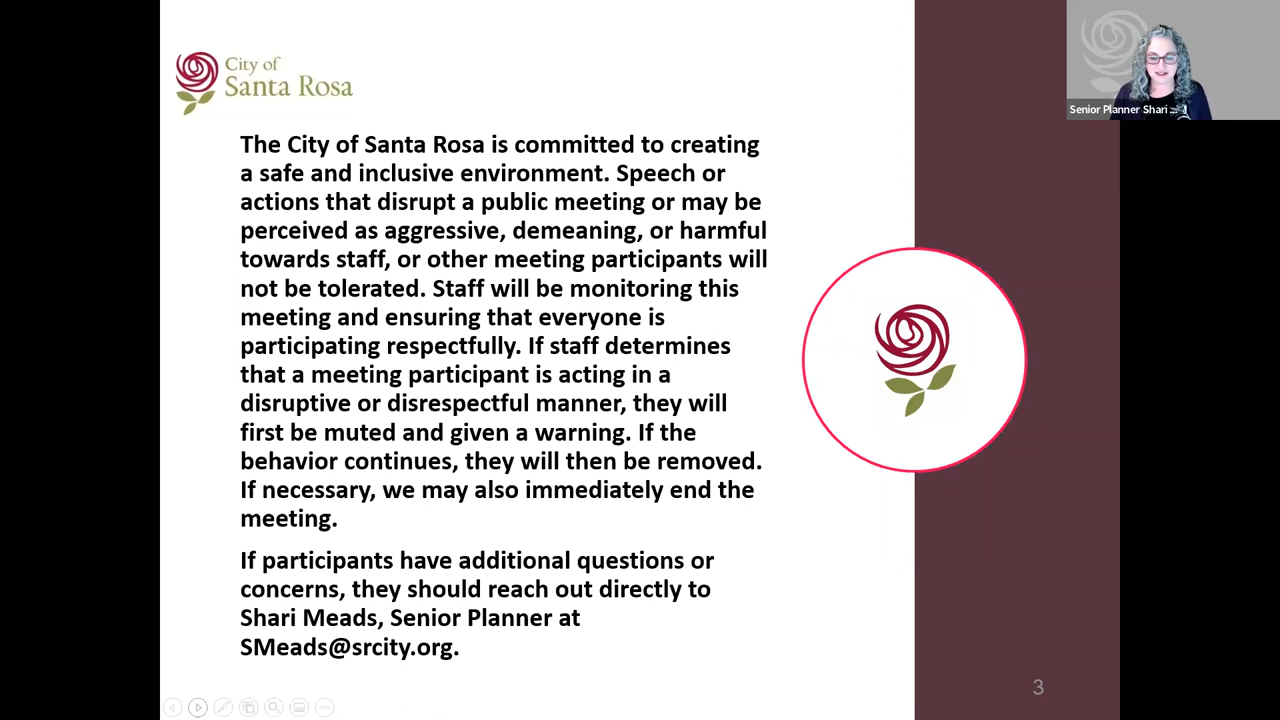 City of
Santa Rosa
Senior Planner Shari ...
The City of Santa Rosa is committed to creating
a safe and inclusive environment. Speech or
actions that disrupt a public meeting or may be
perceived as aggressive, demeaning, or harmful
towards staff, or other meeting participants will
not be tolerated. Staff will be monitoring this
meeting and ensuring that everyone is
participating respectfully. If staff determines
that a meeting participant is acting in a
disruptive or disrespectful manner, they will
first be muted and given a warning. If the
behavior continues, they will then be removed.
If necessary, we may also immediately end the
meeting.
If participants have additional questions or
concerns, they should reach out directly to
Shari Meads, Senior Planner at
SMeads@srcity.org.
3